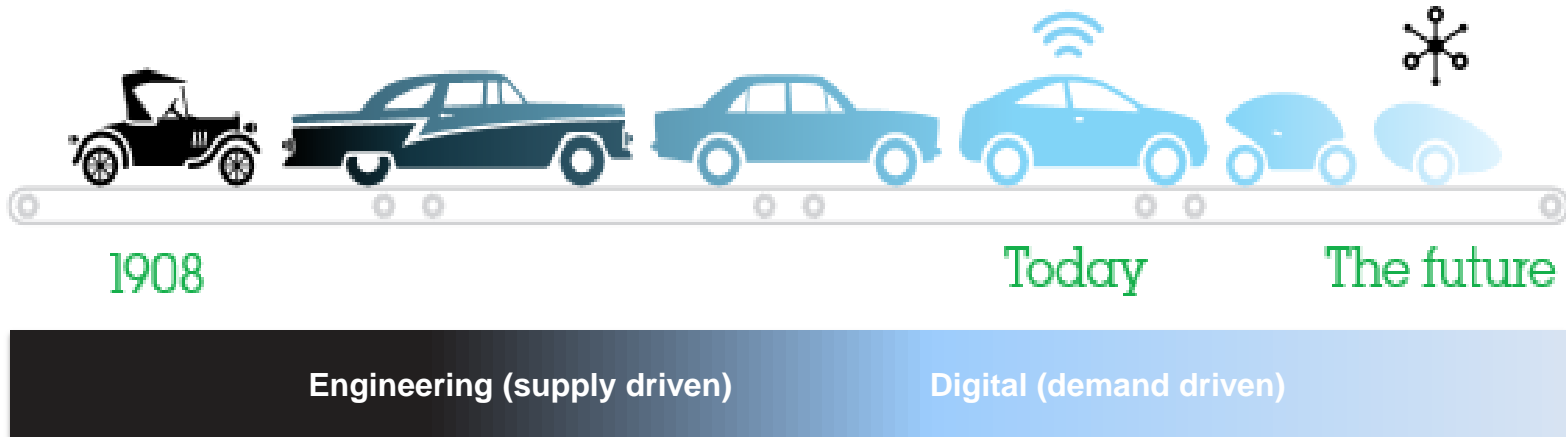 1908
Today
The future
Engineering (supply driven)
Digital (demand driven)